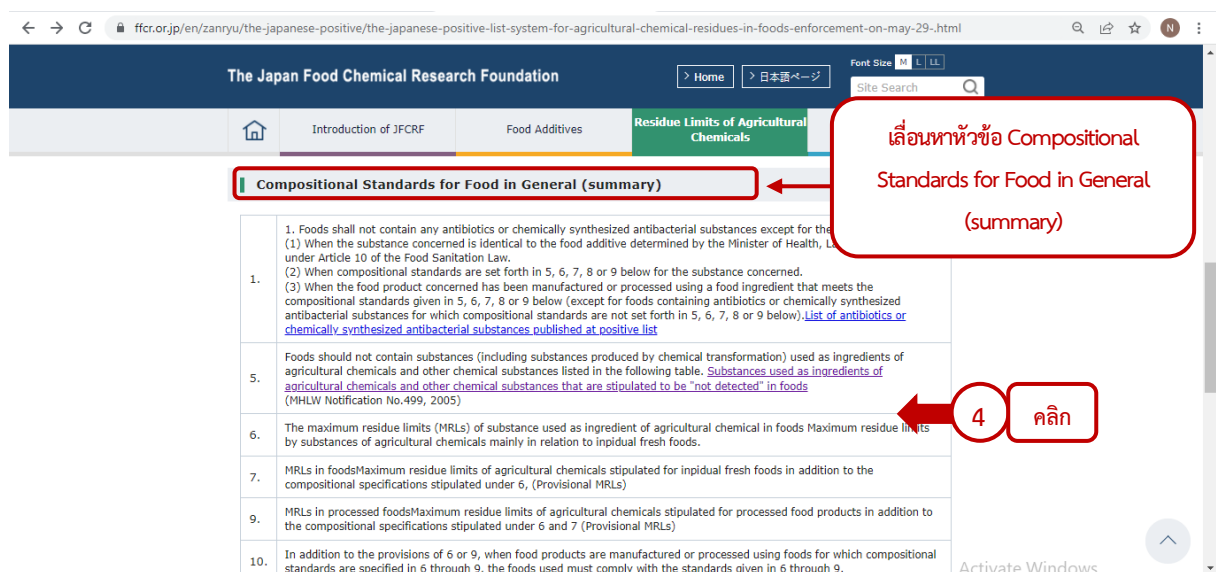 ffcr.or.jp/en/zanryu/the-japanese-positive/the-japanese-positive-list-system-for-agricultural-chemical-residues-in-foods-enforcement-on-may-29-.html
N
The Japan Food Chemical Research Foundation
> Home
> 日本語ページ
Font Size M L LL
Site Search
Introduction of JFCRF
Food Additives
Residue Limits of Agricultural
Chemicals
เลื่อนหาหัวข้อ Compositional
Standards for Food in General
(summary)
Compositional Standards for Food in General (summary)
1.
1. Foods shall not contain any antibiotics or chemically synthesized antibacterial substances except for the
(1) When the substance concerned is identical to the food additive determined by the Minister of Health,
under Article 10 of the Food Sanitation Law.
(2) When compositional standards are set forth in 5, 6, 7, 8 or 9 below for the substance concerned.
(3) When the food product concerned has been manufactured or processed using a food ingredient that meets the
compositional standards given in 5, 6, 7, 8 or 9 below (except for foods containing antibiotics or chemically synthesized
antibacterial substances for which compositional standards are not set forth in 5, 6, 7, 8 or 9 below).List of antibiotics or
chemically synthesized antibacterial substances published at positive list
5.
Foods should not contain substances (including substances produced by chemical transformation) used as ingredients of
agricultural chemicals and other chemical substances listed in the following table. Substances used as ingredients of
agricultural chemicals and other chemical substances that are stipulated to be "not detected" in foods
(MHLW Notification No.499, 2005)
4
คลิก
6.
The maximum residue limits (MRLs) of substance used as ingredient of agricultural chemical in foods Maximum residue limits
by substances of agricultural chemicals mainly in relation to inpidual fresh foods.
7.
MRLs in foodsMaximum residue limits of agricultural chemicals stipulated for inpidual fresh foods in addition to the
compositional specifications stipulated under 6, (Provisional MRLs)
9.
MRLs in processed foodsMaximum residue limits of agricultural chemicals stipulated for processed food products in addition to
the compositional specifications stipulated under 6 and 7 (Provisional MRLs)
10.
In addition to the provisions of 6 or 9, when food products are manufactured or processed using foods for which compositional
standards are specified in 6 through 9, the foods used must comply with the standards given in 6 through 9.
Activate Windows